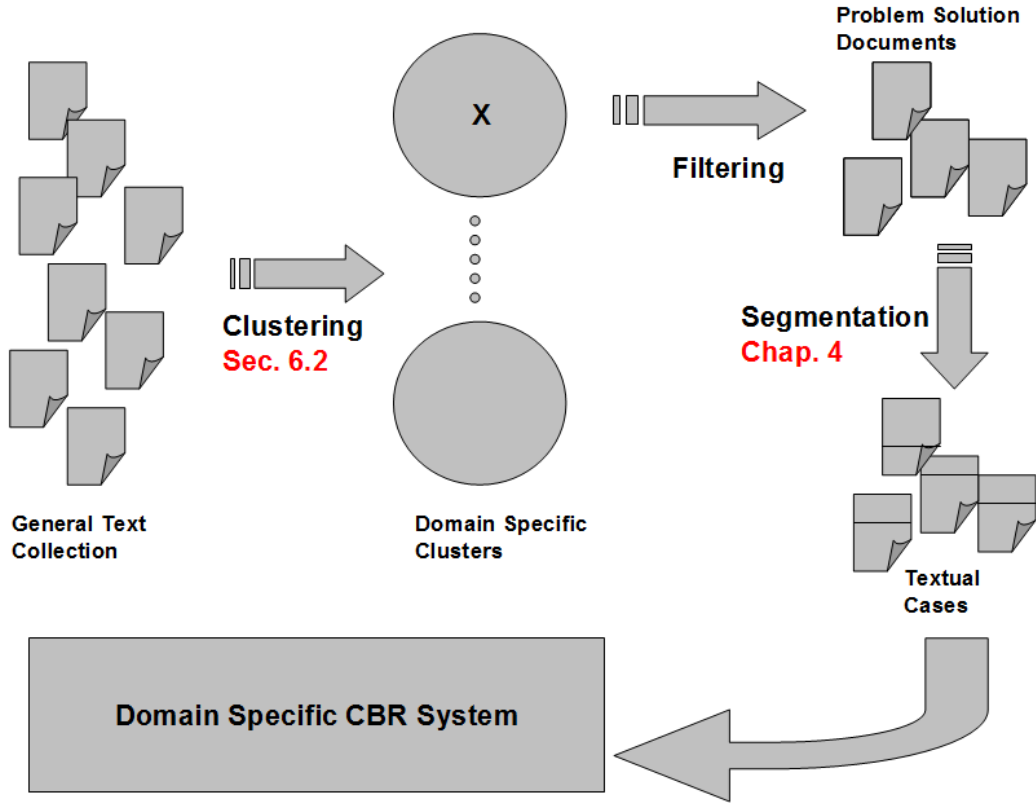 Problem Solution
Documents
X
Filtering
Clustering
Sec. 6.2
Segmentation
Chap. 4
General Text
Collection
Domain Specific
Clusters
Textual
Cases
Domain Specific CBR System